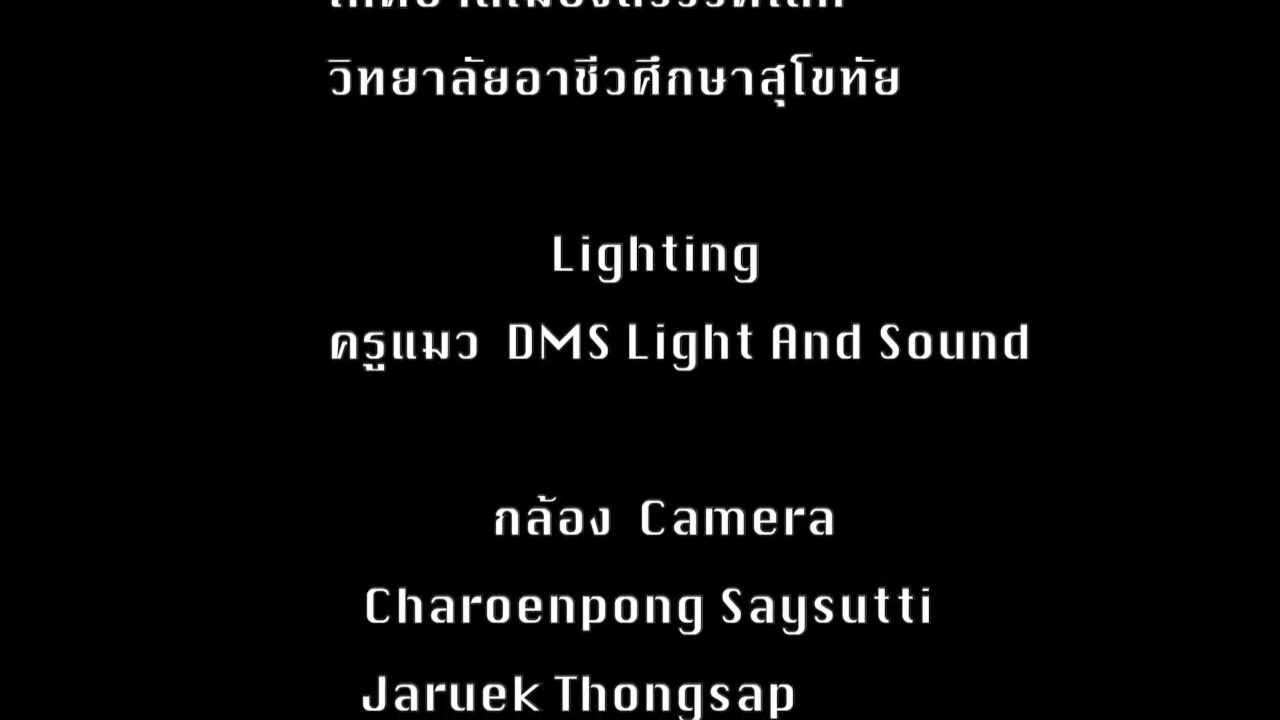 วิทยาลัยอาชีวศึกษาสุโขทัย
Lighting
ครูแมว DMS Light And Sound
กล้อง Camera
Charoenpong Saysutti
Jaruek Thongsap